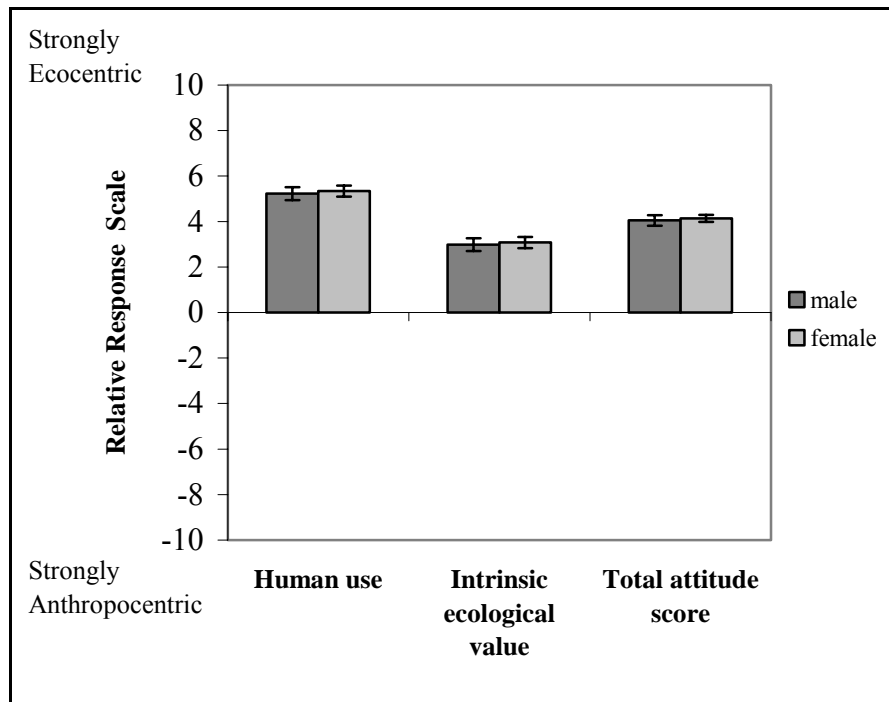 Strongly
Ecocentric
Relative Response Scale
10
8
6
4
2
0
-2
-4
-6
-8
-10
Strongly
Anthropocentric
Human use
Intrinsic
ecological
value
Total attitude
score
male
female